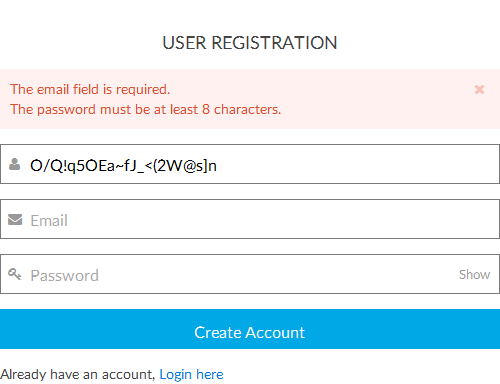 USER REGISTRATION
The email field is required.
The password must be at least 8 characters.
O/Q!q5OEa~fJ_<(2W@s]n
Email
Password
Show
Create Account
Already have an account, Login here